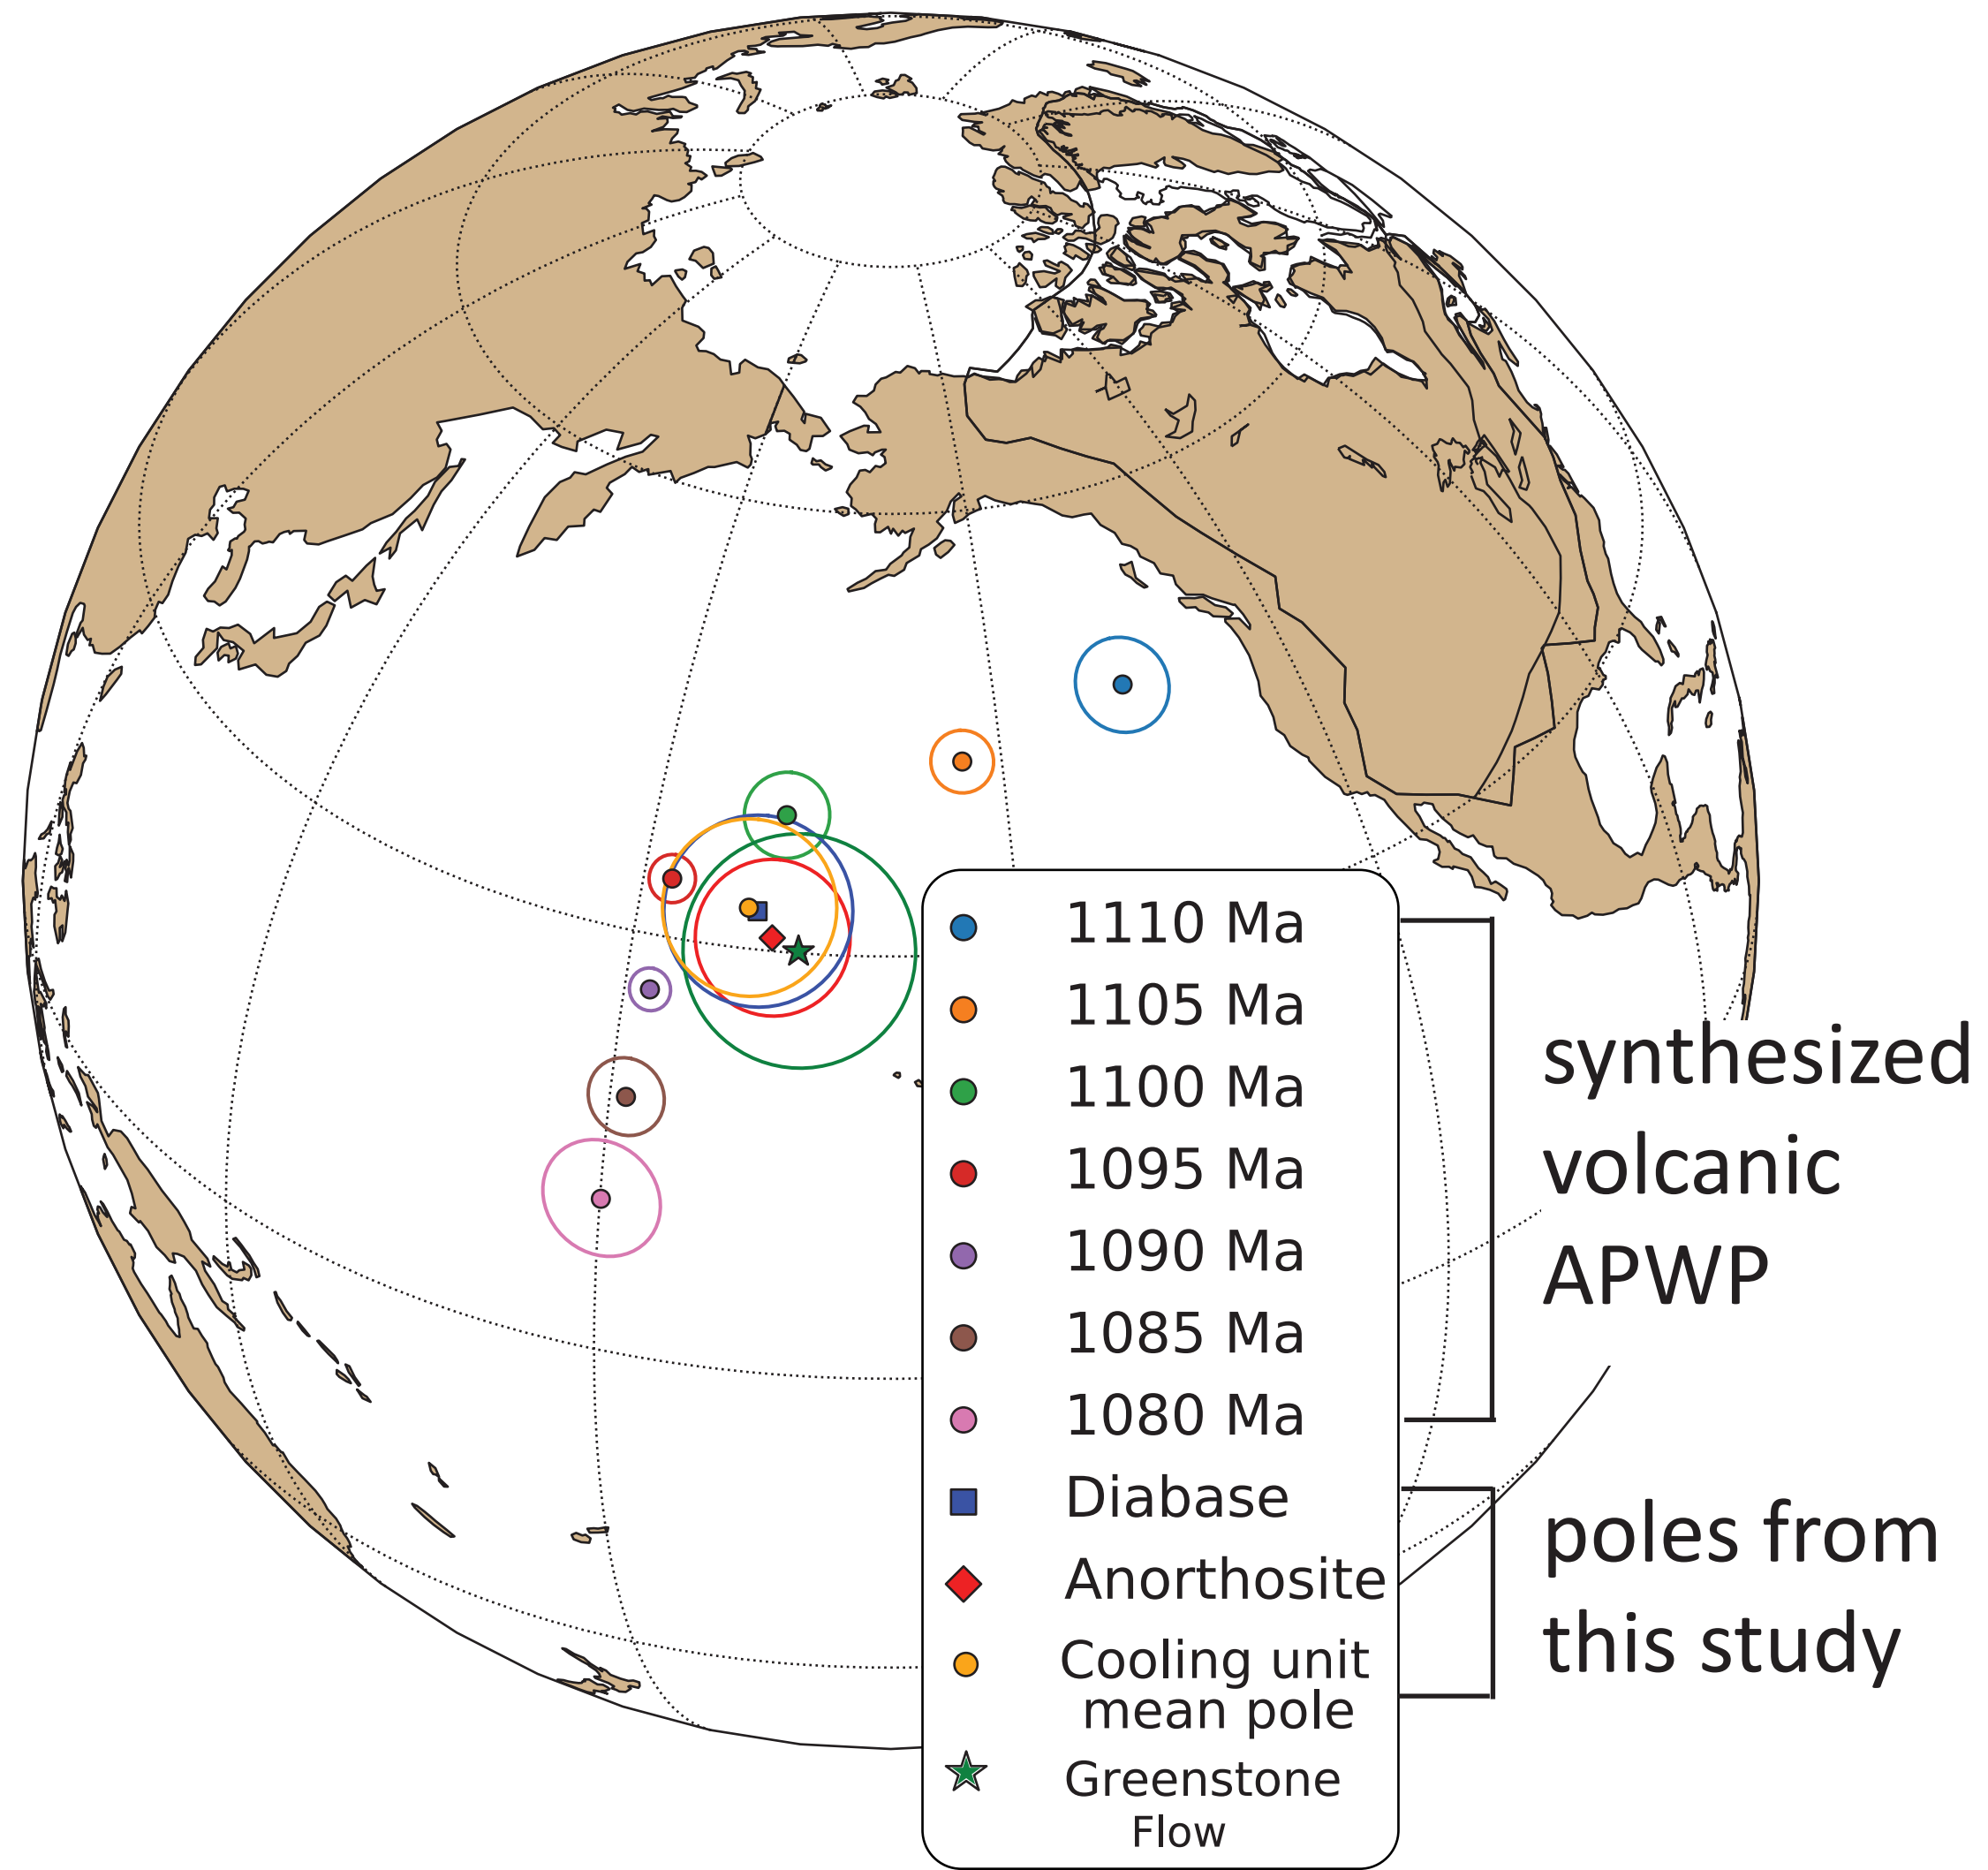 1110 Ma
1105 Ma
1100 Ma
1095 Ma
1090 Ma
1085 Ma
1080 Ma
Diabase
Anorthosite
Cooling unit
mean pole
Greenstone
Flow
synthesized
volcanic
APWP
poles from
this study